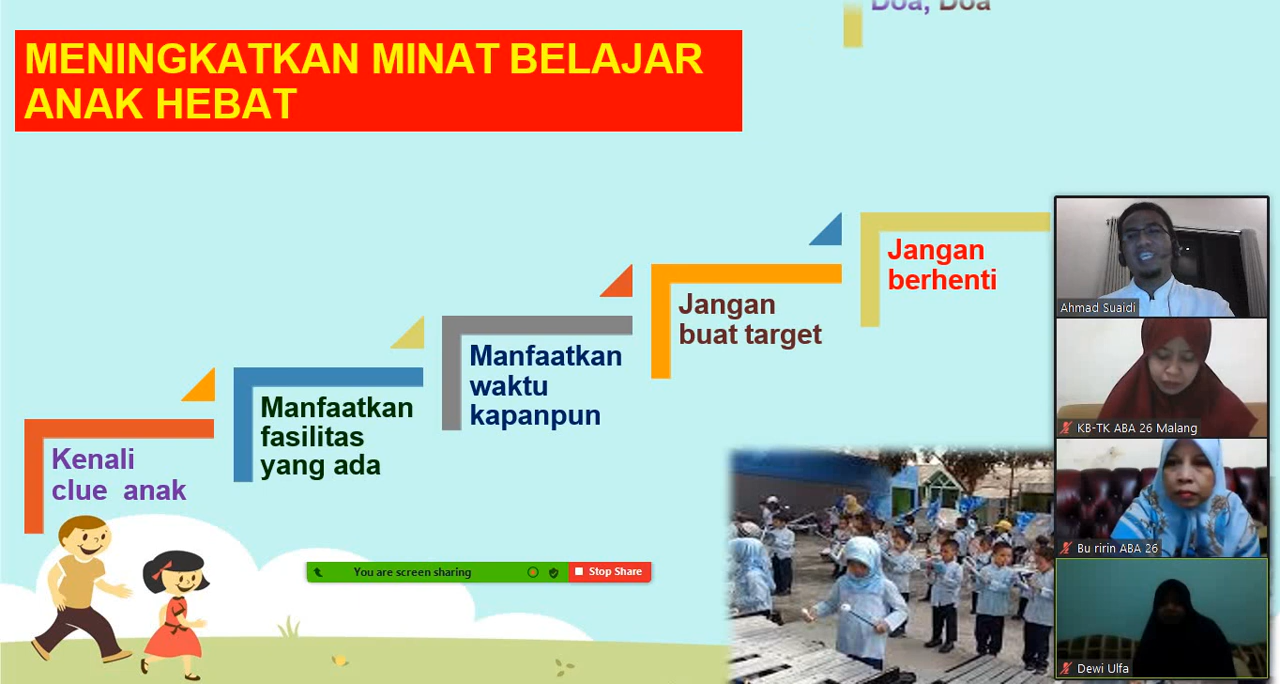 Doa, Doa
MENINGKATKAN MINAT BELAJAR
ANAK HEBAT
Jangan
berhenti
Jangan
buat target
Manfaatkan
waktu
kapanpun
Manfaatkan
fasilitas
yang ada
Kenali
clue anak
You are screen sharing
Stop Share
Ahmad Suaidi
KB-TK ABA 26 Malang
Bu ririn ABA 26
Dewi Ulfa